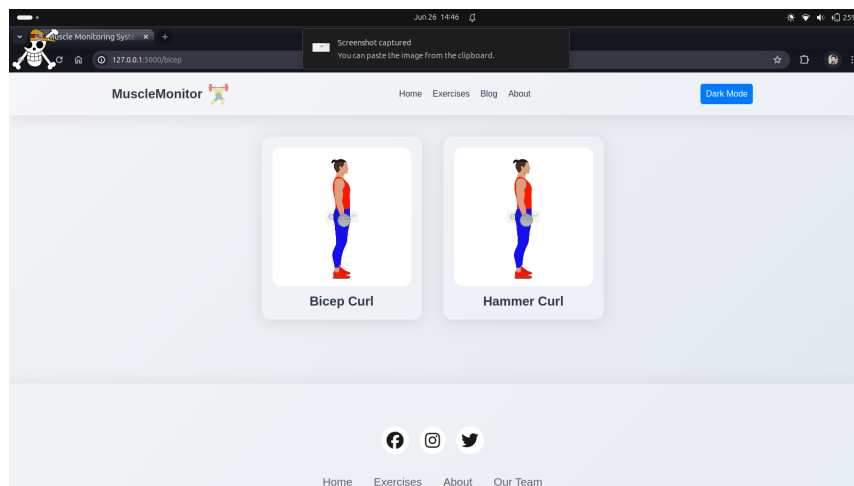 Jun 26 14:46
25%
Muscle Monitoring Syste
Screenshot captured
You can paste the image from the clipboard.
127.0.0.1:5000/bicep
MuscleMonitor
Home Exercises Blog About
Dark Mode
Bicep Curl
Hammer Curl
Home Exercises About Our Team